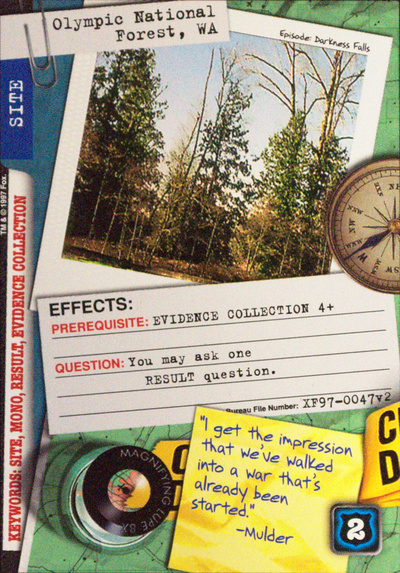 Olympic National
Forest, WA
Episode: Darkness Falls
SITE
TM & © 1997 Fox.
KEYWORDS: SITE, MONO, RESULT, EVIDENCE COLLECTION
EFFECTS:
PREREQUISITE: EVIDENCE COLLECTION 4+
QUESTION: You may ask one
RESULT question.
Bureau File Number: XF97-0047v2
MAGNIFYING LUPE 8X
"I get the impression
that we've walked
into a war that's
already been
started."
-Mulder
2